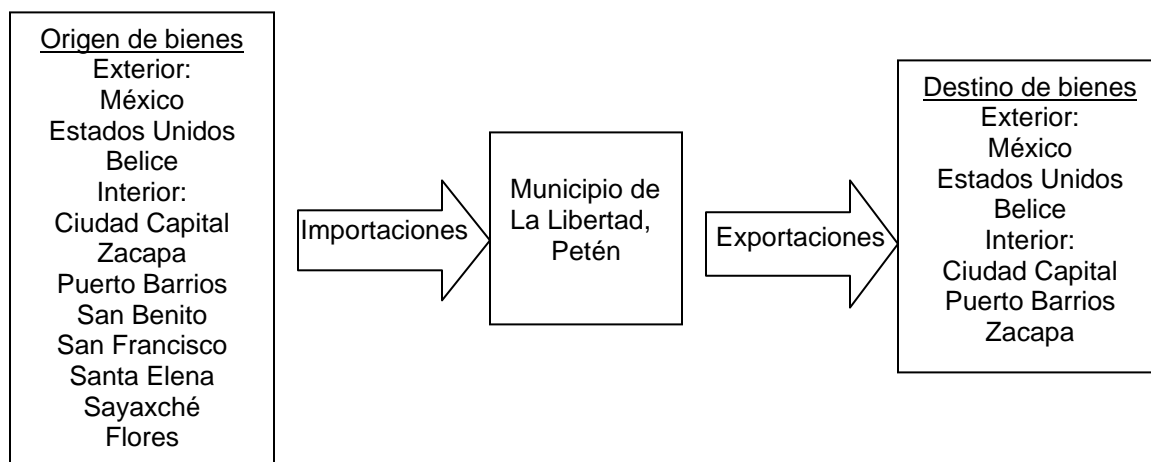 Origen de bienes
Exterior:
México
Estados Unidos
Belice
Interior:
Ciudad Capital
Zacapa
Puerto Barrios
San Benito
San Francisco
Santa Elena
Sayaxché
Flores
Importaciones
Municipio de
La Libertad,
Petén
Exportaciones
Destino de bienes
Exterior:
México
Estados Unidos
Belice
Interior:
Ciudad Capital
Puerto Barrios
Zacapa